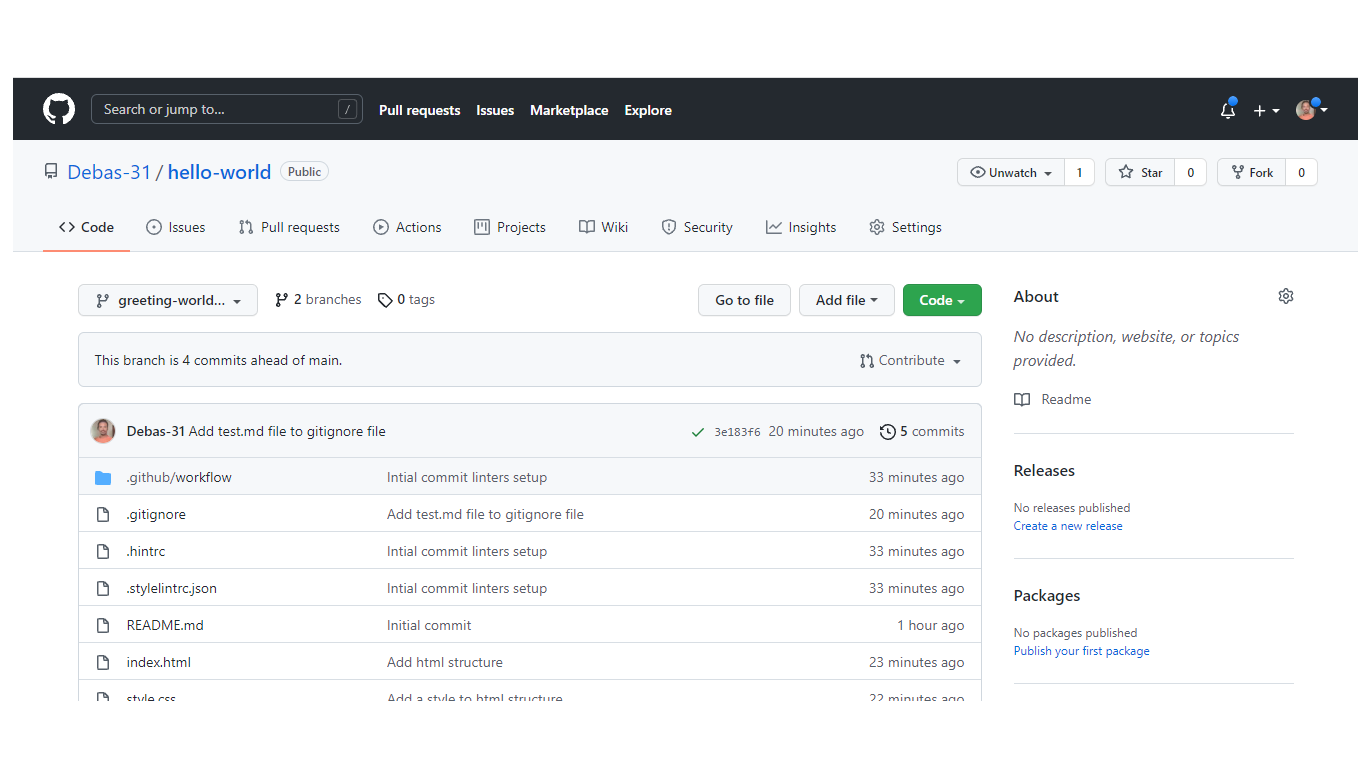 Search or jump to... / Pull requests Issues Marketplace Explore
Debas-31 / hello-world Public Unwatch 1 Star 0 Fork 0
Code Issues Pull requests Actions Projects Wiki Security Insights Settings
greeting-world... 2 branches 0 tags Go to file Add file Code
About
No description, website, or topics
provided.
Readme
This branch is 4 commits ahead of main. Contribute
Debas-31 Add test.md file to gitignore file 3e183f6 20 minutes ago 5 commits
.github/workflow Intial commit linters setup 33 minutes ago
.gitignore Add test.md file to gitignore file 20 minutes ago
.hintrc Intial commit linters setup 33 minutes ago
.stylelintrc.json Intial commit linters setup 33 minutes ago
README.md Initial commit 1 hour ago
index.html Add html structure 23 minutes ago
style.css Add a style to html structure 22 minutes ago
Releases
No releases published
Create a new release
Packages
No packages published
Publish your first package